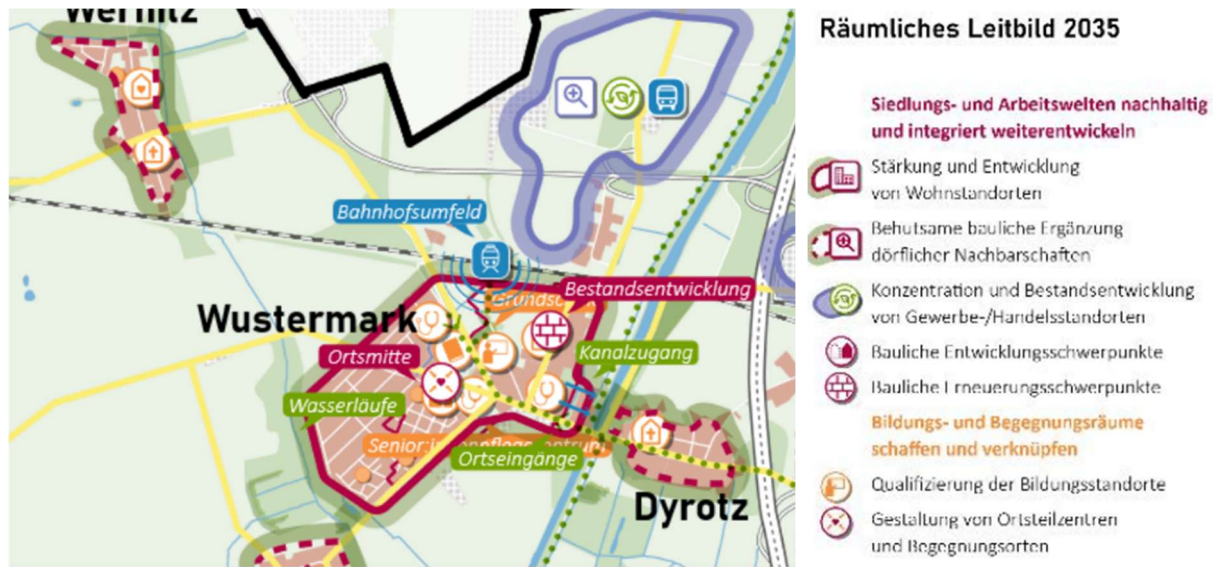 Wernitz
Räumliches Leitbild 2035
Siedlungs- und Arbeitswelten nachhaltig
und integriert weiterentwickeln
Stärkung und Entwicklung
von Wohnstandorten
Behutsame bauliche Ergänzung
dörflicher Nachbarschaften
Konzentration und Bestandsentwicklung
von Gewerbe-/Handelsstandorten
Bauliche Entwicklungsschwerpunkte
Bauliche Erneuerungsschwerpunkte
Bildungs- und Begegnungsräume
schaffen und verknüpfen
Qualifizierung der Bildungsstandorte
Gestaltung von Ortsteilzentren
und Begegnungsorten
Bahnhofsumfeld
Bestandsentwicklung
Wustermark
Ortsmitte
Kanalzugang
Wasserläufe
Ortseingänge
Dyrotz